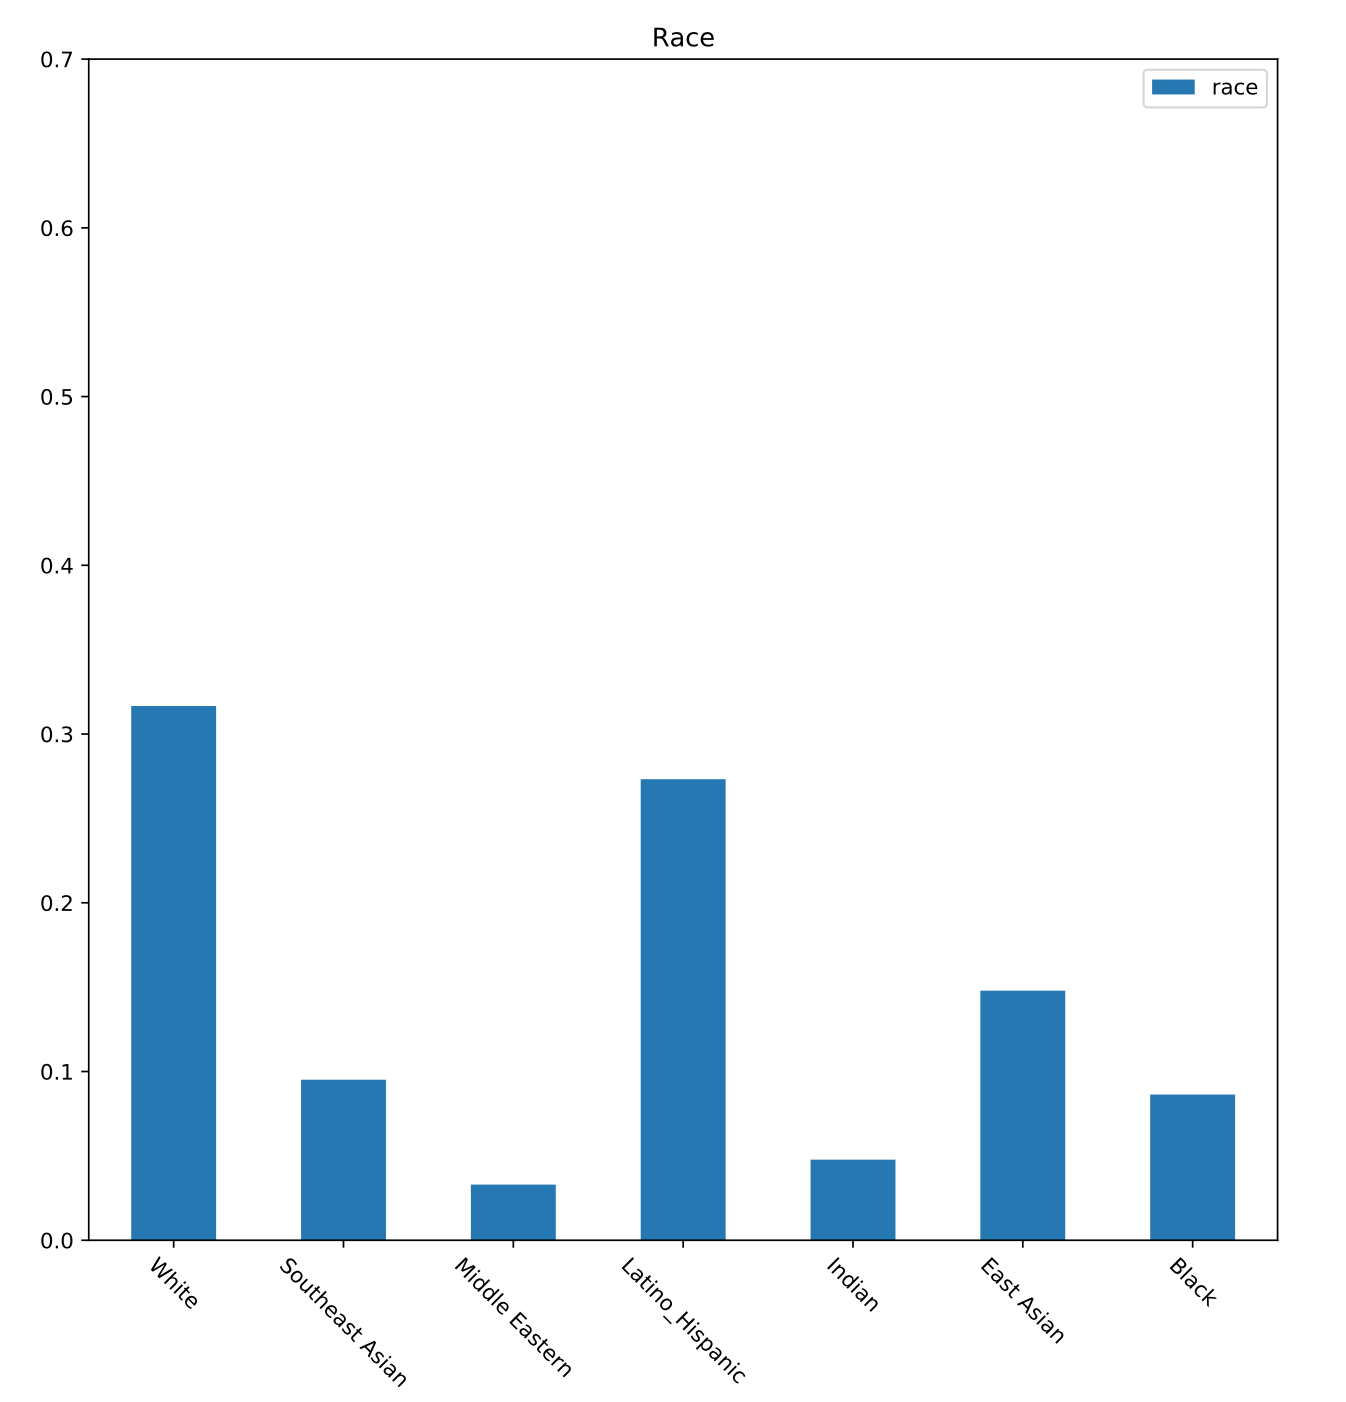 Race
race
0.7
0.6
0.5
0.4
0.3
0.2
0.1
0.0
White
Southeast Asian
Middle Eastern
Latino_Hispanic
Indian
East Asian
Black